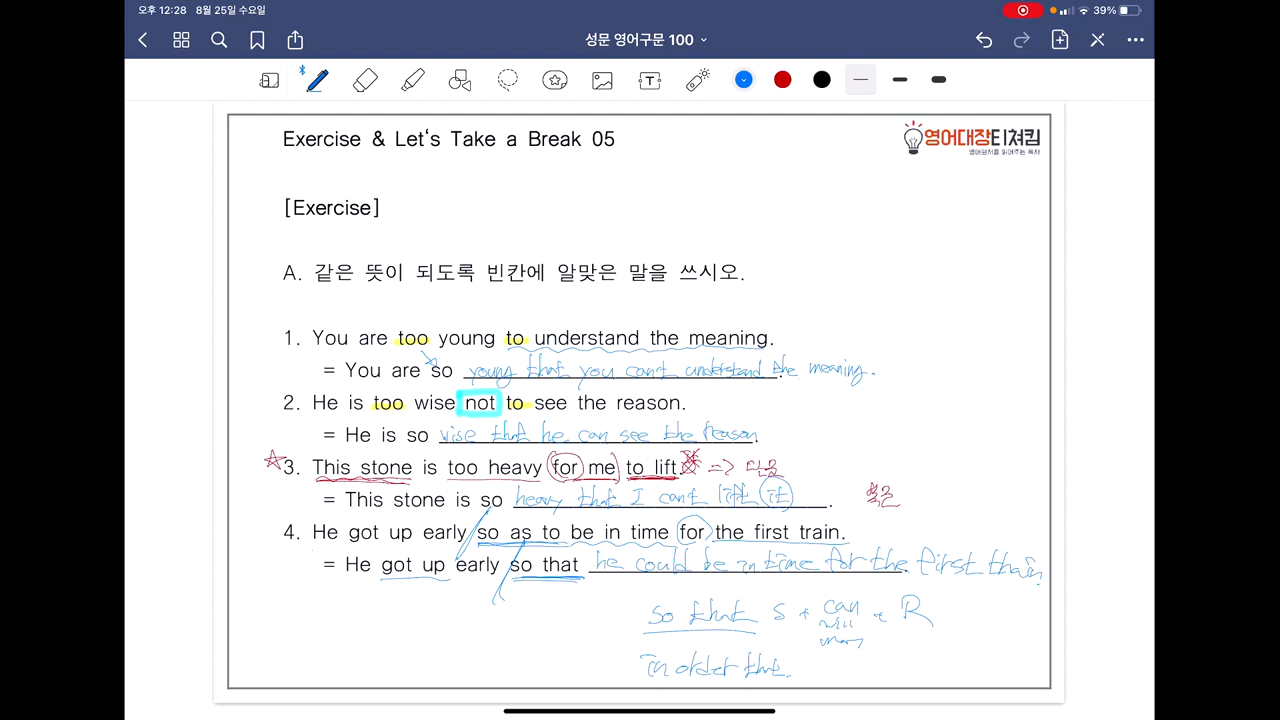 오후 12:28 8월 25일 수요일 39%
성문 영어구문 100
Exercise & Let's Take a Break 05
영어대장티쳐킴
[Exercise]
A. 같은 뜻이 되도록 빈칸에 알맞은 말을 쓰시오.
1. You are too young to understand the meaning.
= You are so young that you can't understand the meaning.
2. He is too wise not to see the reason.
= He is so wise that he can see the reason.
3. This stone is too heavy for me to lift. =>
= This stone is so heavy that I can't lift it.
4. He got up early so as to be in time for the first train.
= He got up early so that he could be in time for the first train.
so that S + can + R
will
may
in order that.